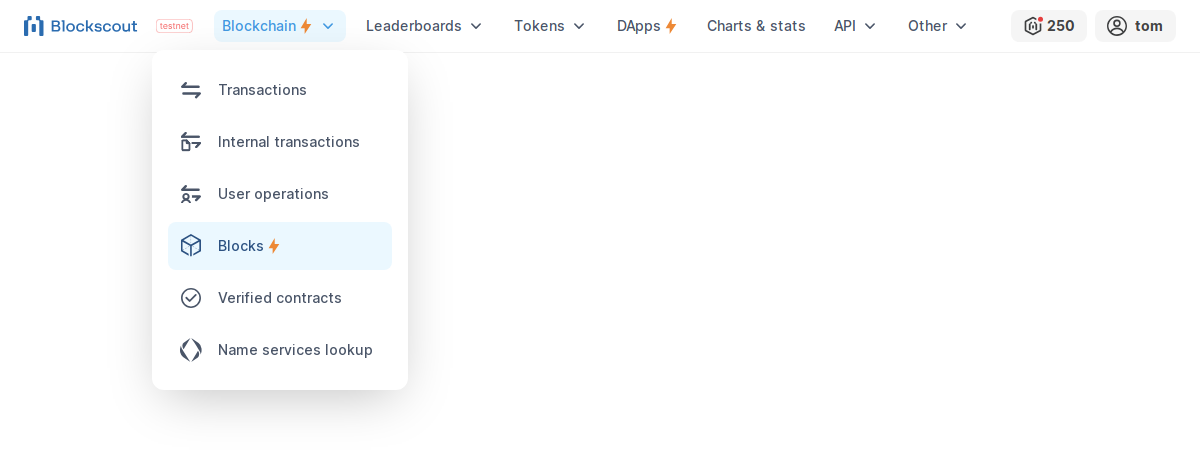 Blockscout testnet Blockchain Leaderboards Tokens DApps Charts & stats API Other 250 tom
Transactions
Internal transactions
User operations
Blocks
Verified contracts
Name services lookup